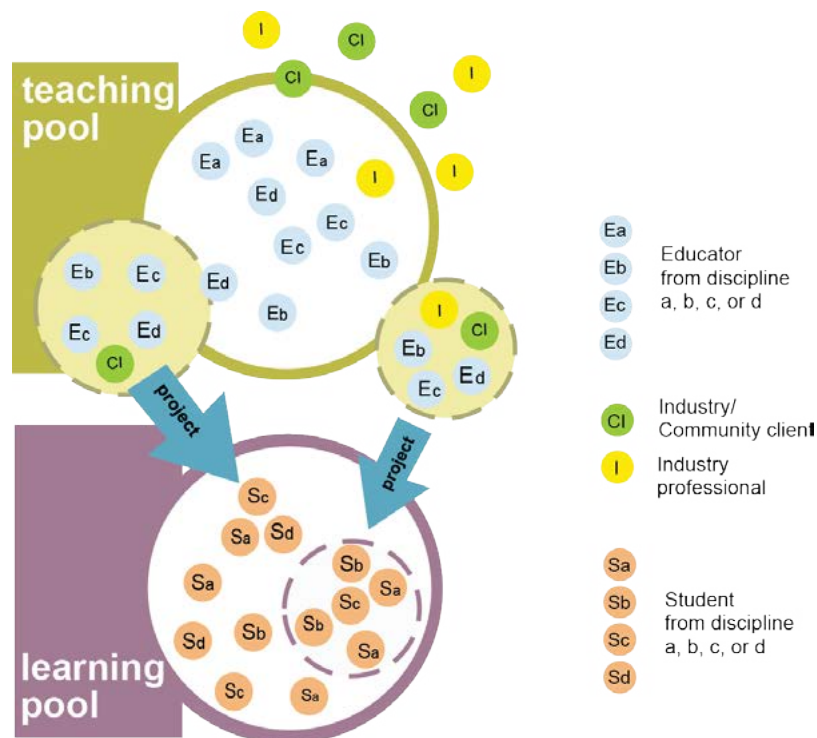 teaching
pool
I
Cl
Cl
I
Cl
I
Ea
Ea
Ea
I
Ed
Ec
Ec
Eb
Ed
Eb
Eb
Ec
Ec
Ed
Cl
I
Cl
Eb
Ec
Ed
project
project
learning
pool
Sc
Sa
Sd
Sa
Sd
Sb
Sc
Sa
Sb
Sa
Sc
Sb
Sa
Ea
Eb
Ec
Ed
Educator
from discipline
a, b, c, or d
Cl
Industry/
Community client
I
Industry
professional
Sa
Sb
Sc
Sd
Student
from discipline
a, b, c, or d